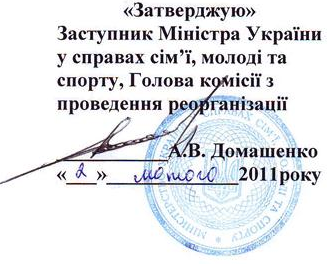 «Затверджую»
Заступник Міністра України
у справах сім’ї, молоді та
спорту, Голова комісії з
проведення реорганізації
А.В. Домашенко
«2» лютого 2011року